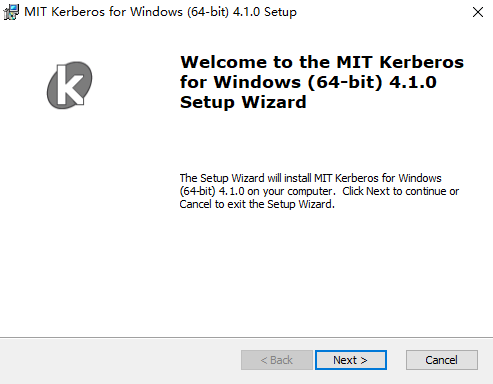 MIT Kerberos for Windows (64-bit) 4.1.0 Setup
k
Welcome to the MIT Kerberos
for Windows (64-bit) 4.1.0
Setup Wizard
The Setup Wizard will install MIT Kerberos for Windows
(64-bit) 4.1.0 on your computer.  Click Next to continue or
Cancel to exit the Setup Wizard.
< Back
Next >
Cancel